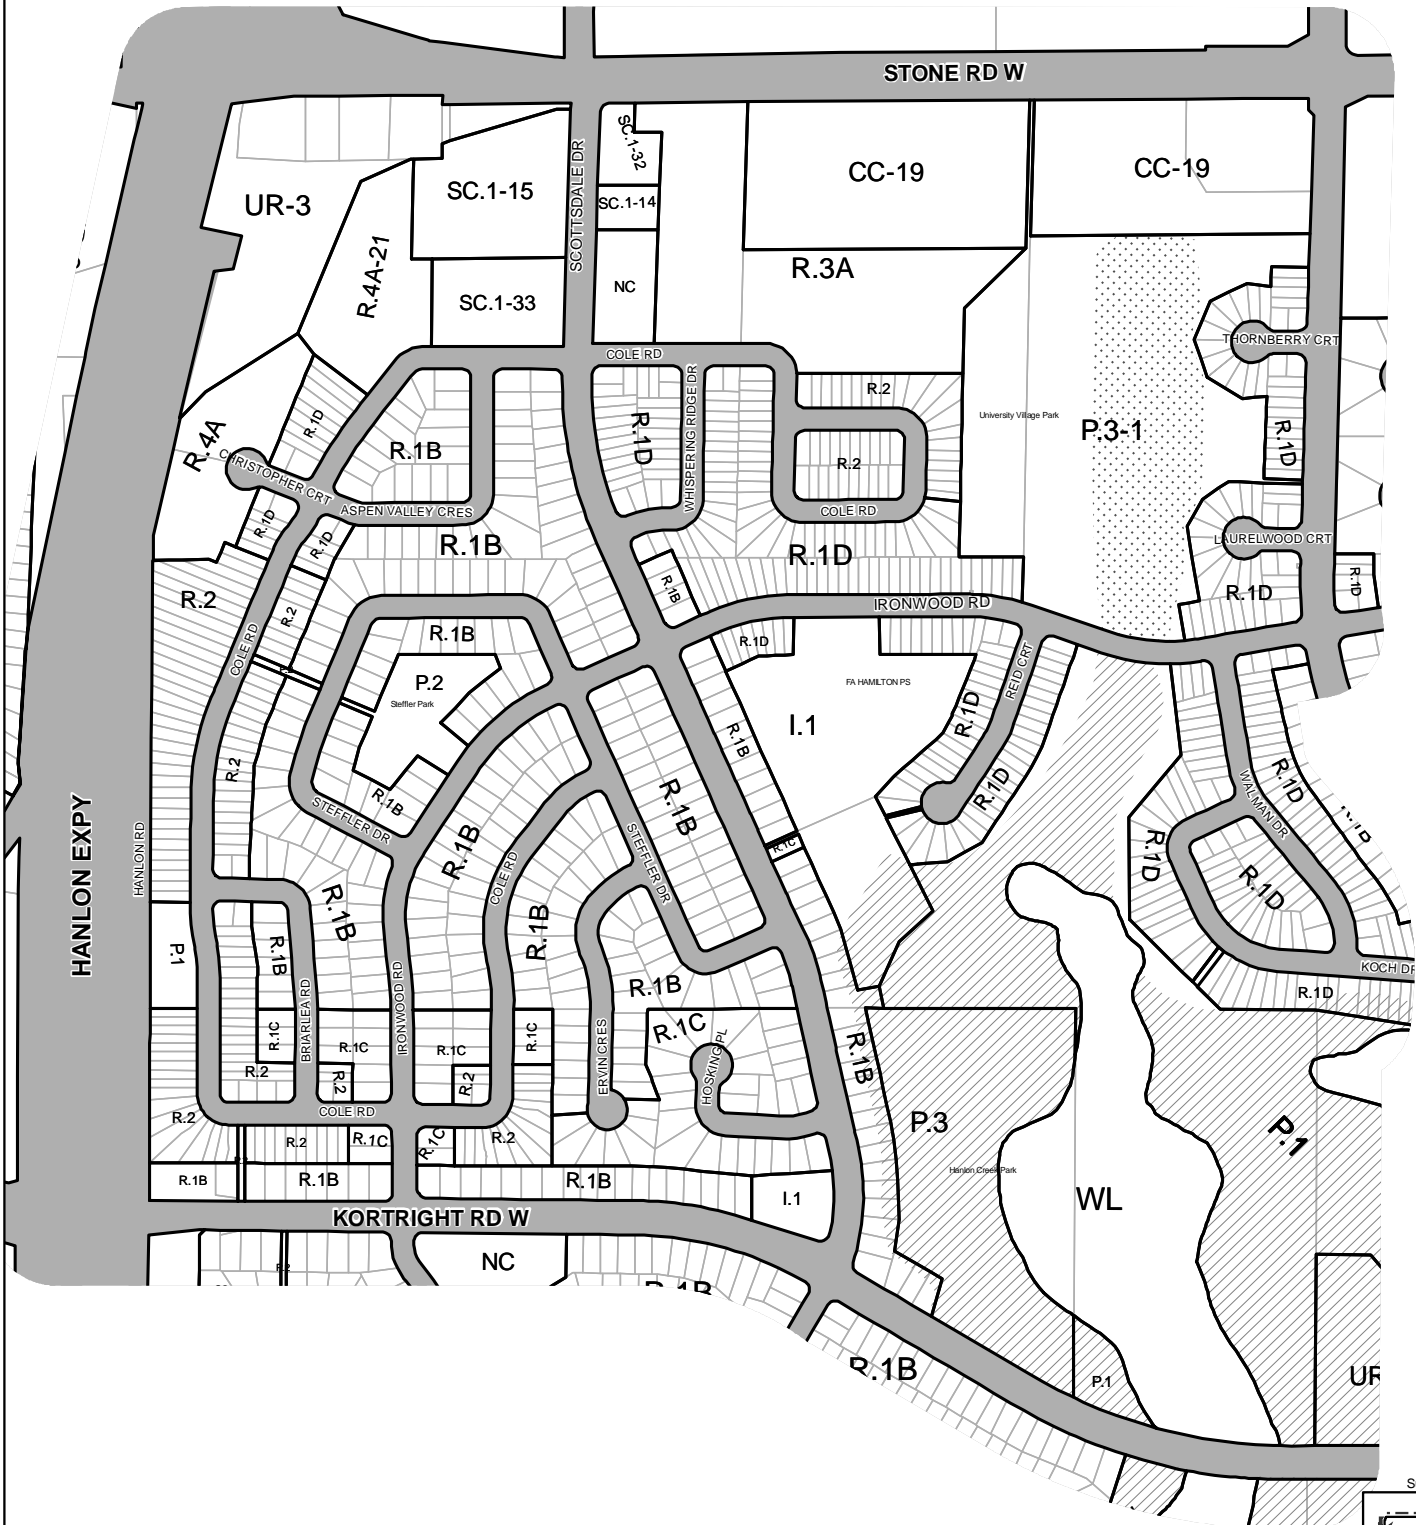 STONE RD W
SC.1-32
CC-19
CC-19
SC.1-15
SCOTTSDALE DR
UR-3
SC.1-14
R.4A-21
R.3A
NC
SC.1-33
THORNBERRY CRT
COLE RD
WHISPERING RIDGE DR
R.2
R.1D
University Village Park
P.3-1
R.1D
R.1D
R.4A
R.1B
R.2
CHRISTOPHER CRT
ASPEN VALLEY CRES
COLE RD
R.1D
R.1D
R.1B
R.1D
LAURELWOOD CRT
R.1D
R.1D
R.1B
R.2
R.2
IRONWOOD RD
COLE RD
R.1B
R.1D
REID CRT
P.2
Steffler Park
FA HAMILTON PS
R.1D
I.1
R.1B
R.2
R.1B
R.1D
R.1D
R.1B
STEFFLER DR
WALMAN DR
R.1B
HANLON EXPY
HANLON RD
R.1B
COLE RD
STEFFLER DR
R.1C
R.1D
R.1D
R.1B
R.1B
P.1
R.1B
IRONWOOD RD
KOCH DR
R.1B
R.1D
BRIARLEA RD
R.1C
R.1C
R.1C
R.1C
R.1C
HOSKING PL
R.1B
ERVIN CRES
R.2
R.2
R.2
COLE RD
R.2
R.2
R.1C
R.1C
R.2
P.3
P.1
Hanlon Creek Park
R.1B
R.1B
R.1B
I.1
WL
KORTRIGHT RD W
NC
R.1B
R.1B
P.1
UR